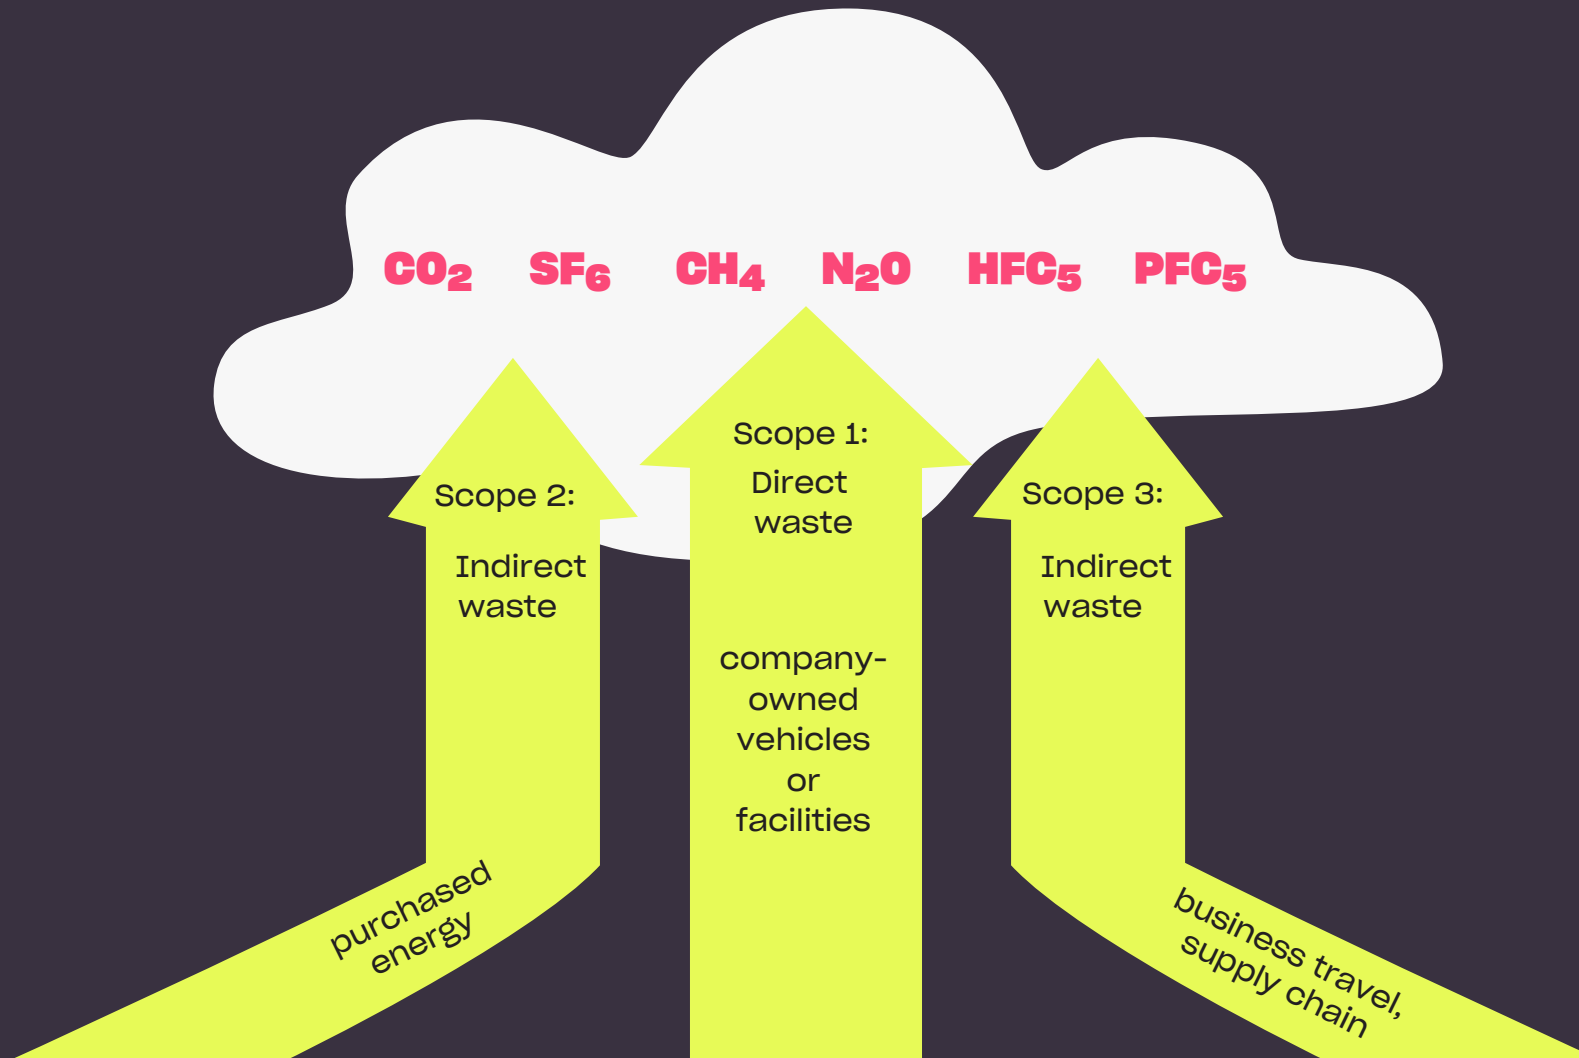 CO₂ SF₆ CH₄ N₂O HFC₅ PFC₅
Scope 2:
Indirect
waste
purchased
energy
Scope 1:
Direct
waste
company-
owned
vehicles
or
facilities
Scope 3:
Indirect
waste
business travel,
supply chain